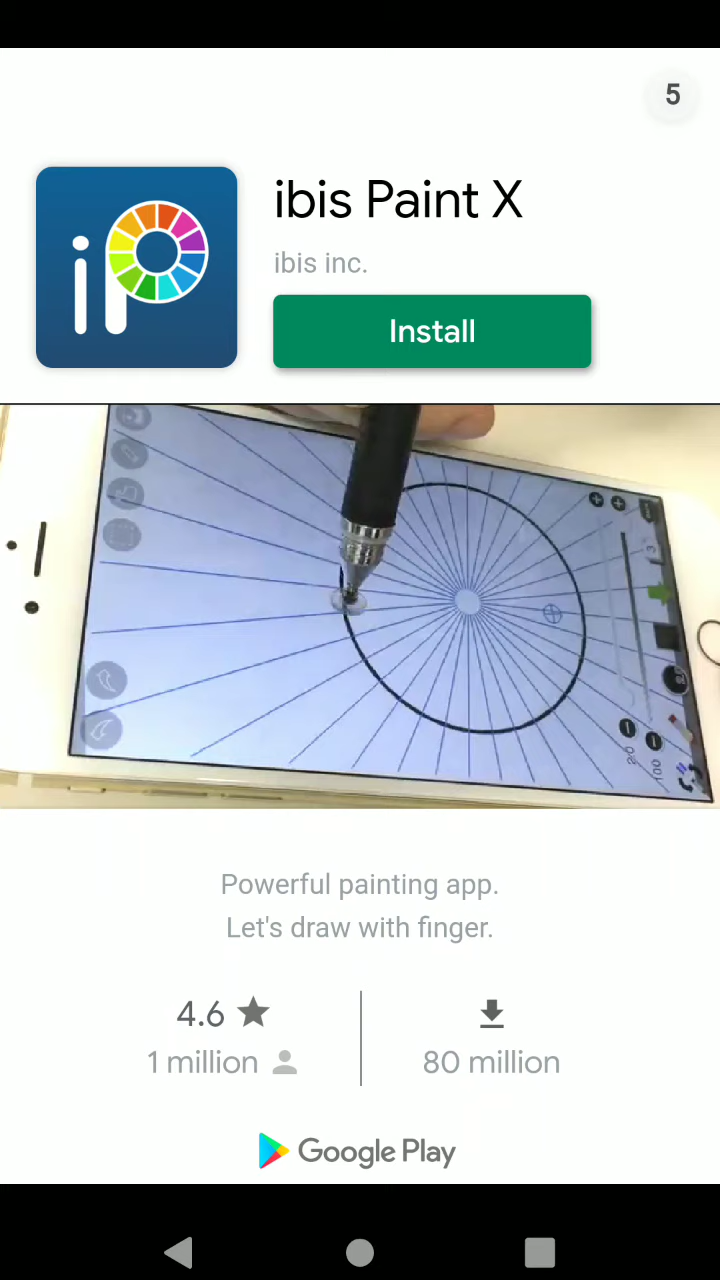 5
iP
ibis Paint X
ibis inc.
Install
Powerful painting app.
Let's draw with finger.
4.6
1 million
80 million
Google Play